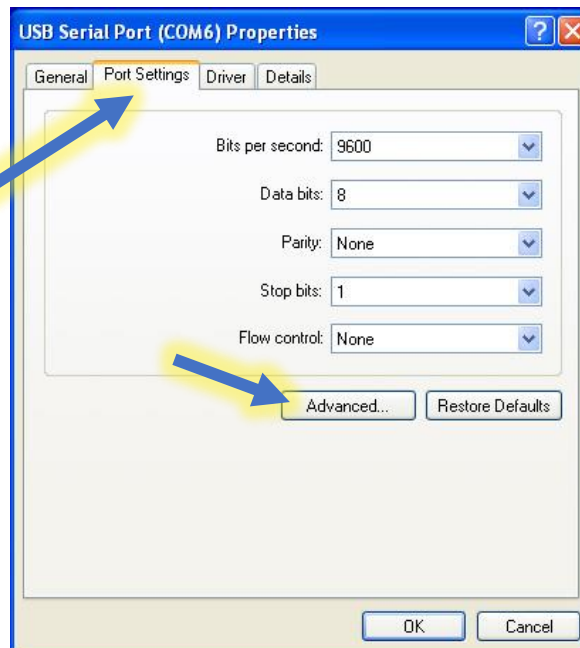 USB Serial Port (COM6) Properties
General Port Settings Driver Details
Bits per second: 9600
Data bits: 8
Parity: None
Stop bits: 1
Flow control: None
Advanced... Restore Defaults
OK Cancel